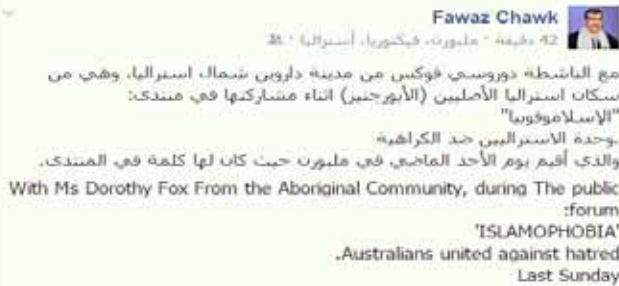 Fawaz Chawk
42 دقيقة · ملبورن، فيكتوريا، أستراليا ·
مع الناشطة دوروسي فوكس من مدينة داروين شمال استراليا، وهي من
سكان استراليا الأصليين (الأبورجنيز) اثناء مشاركتها في منتدى:
"الإسلاموفوبيا"
.وحدة الاستراليين ضد الكراهية
والذي أقيم يوم الأحد الماضي في ملبورن حيث كان لها كلمة في المنتدى.
With Ms Dorothy Fox From the Aboriginal Community, during The public
:forum
'ISLAMOPHOBIA'
.Australians united against hatred
Last Sunday